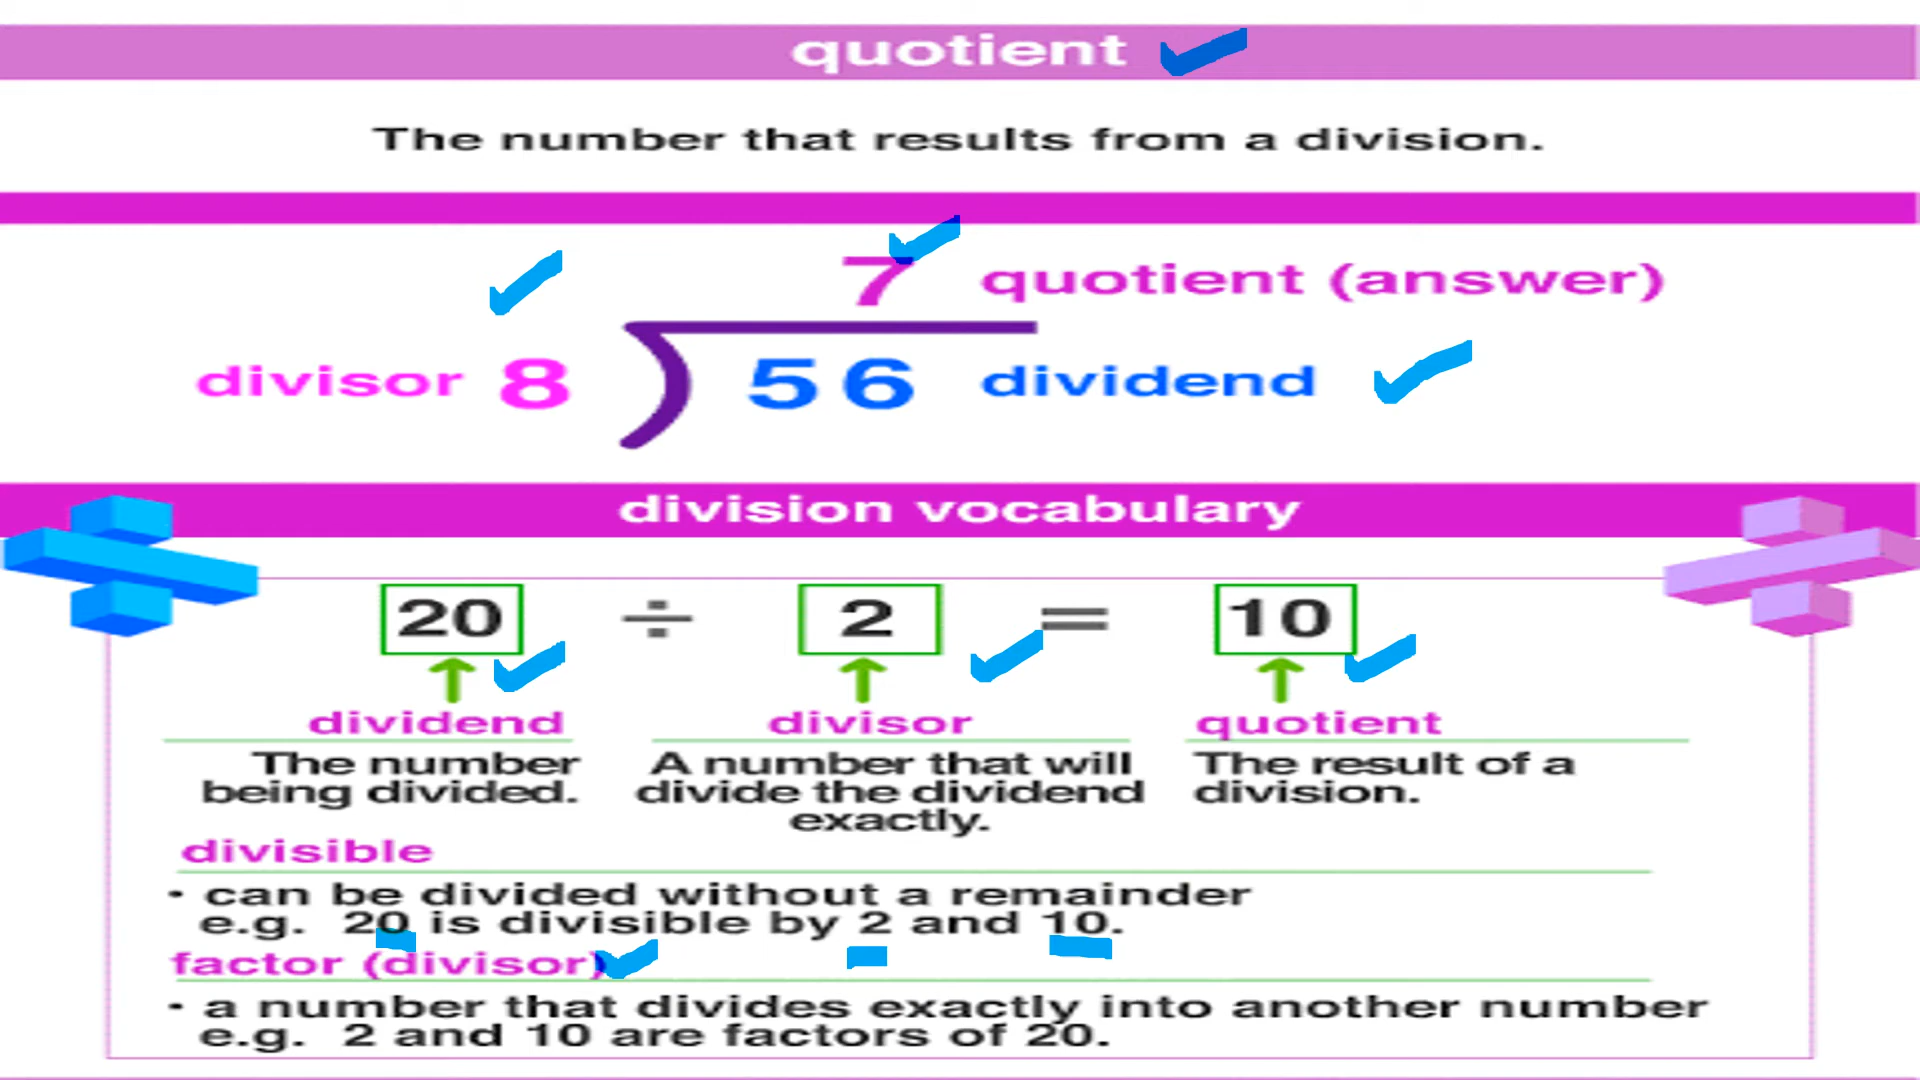 quotient
The number that results from a division.
7 quotient (answer)
divisor 8 56 dividend
division vocabulary
20 ÷ 2 = 10
dividend divisor quotient
The number A number that will The result of a
being divided. divide the dividend division.
exactly.
divisible
• can be divided without a remainder
e.g. 20 is divisible by 2 and 10.
factor (divisor)
• a number that divides exactly into another number
e.g. 2 and 10 are factors of 20.